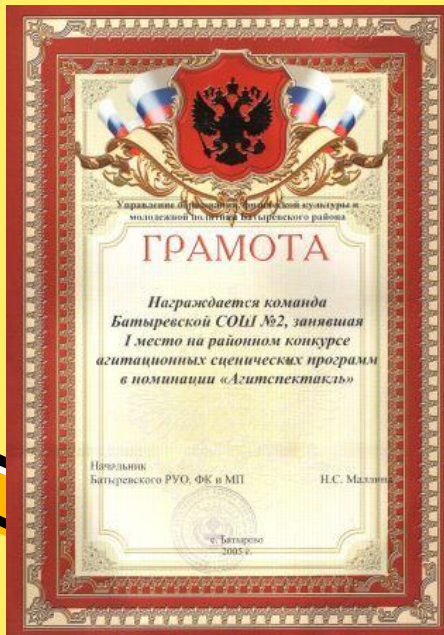 Управление образования, физической культуры и
молодежной политики Батыревского района
ГРАМОТА
Награждается команда
Батыревской СОШ №2, занявшая
I место на районном конкурсе
агитационных сценических программ
в номинации «Агитспектакль»
Начальник
Батыревского РУО, ФК и МП Н.С. Маллина
с. Батырево
2005 г.